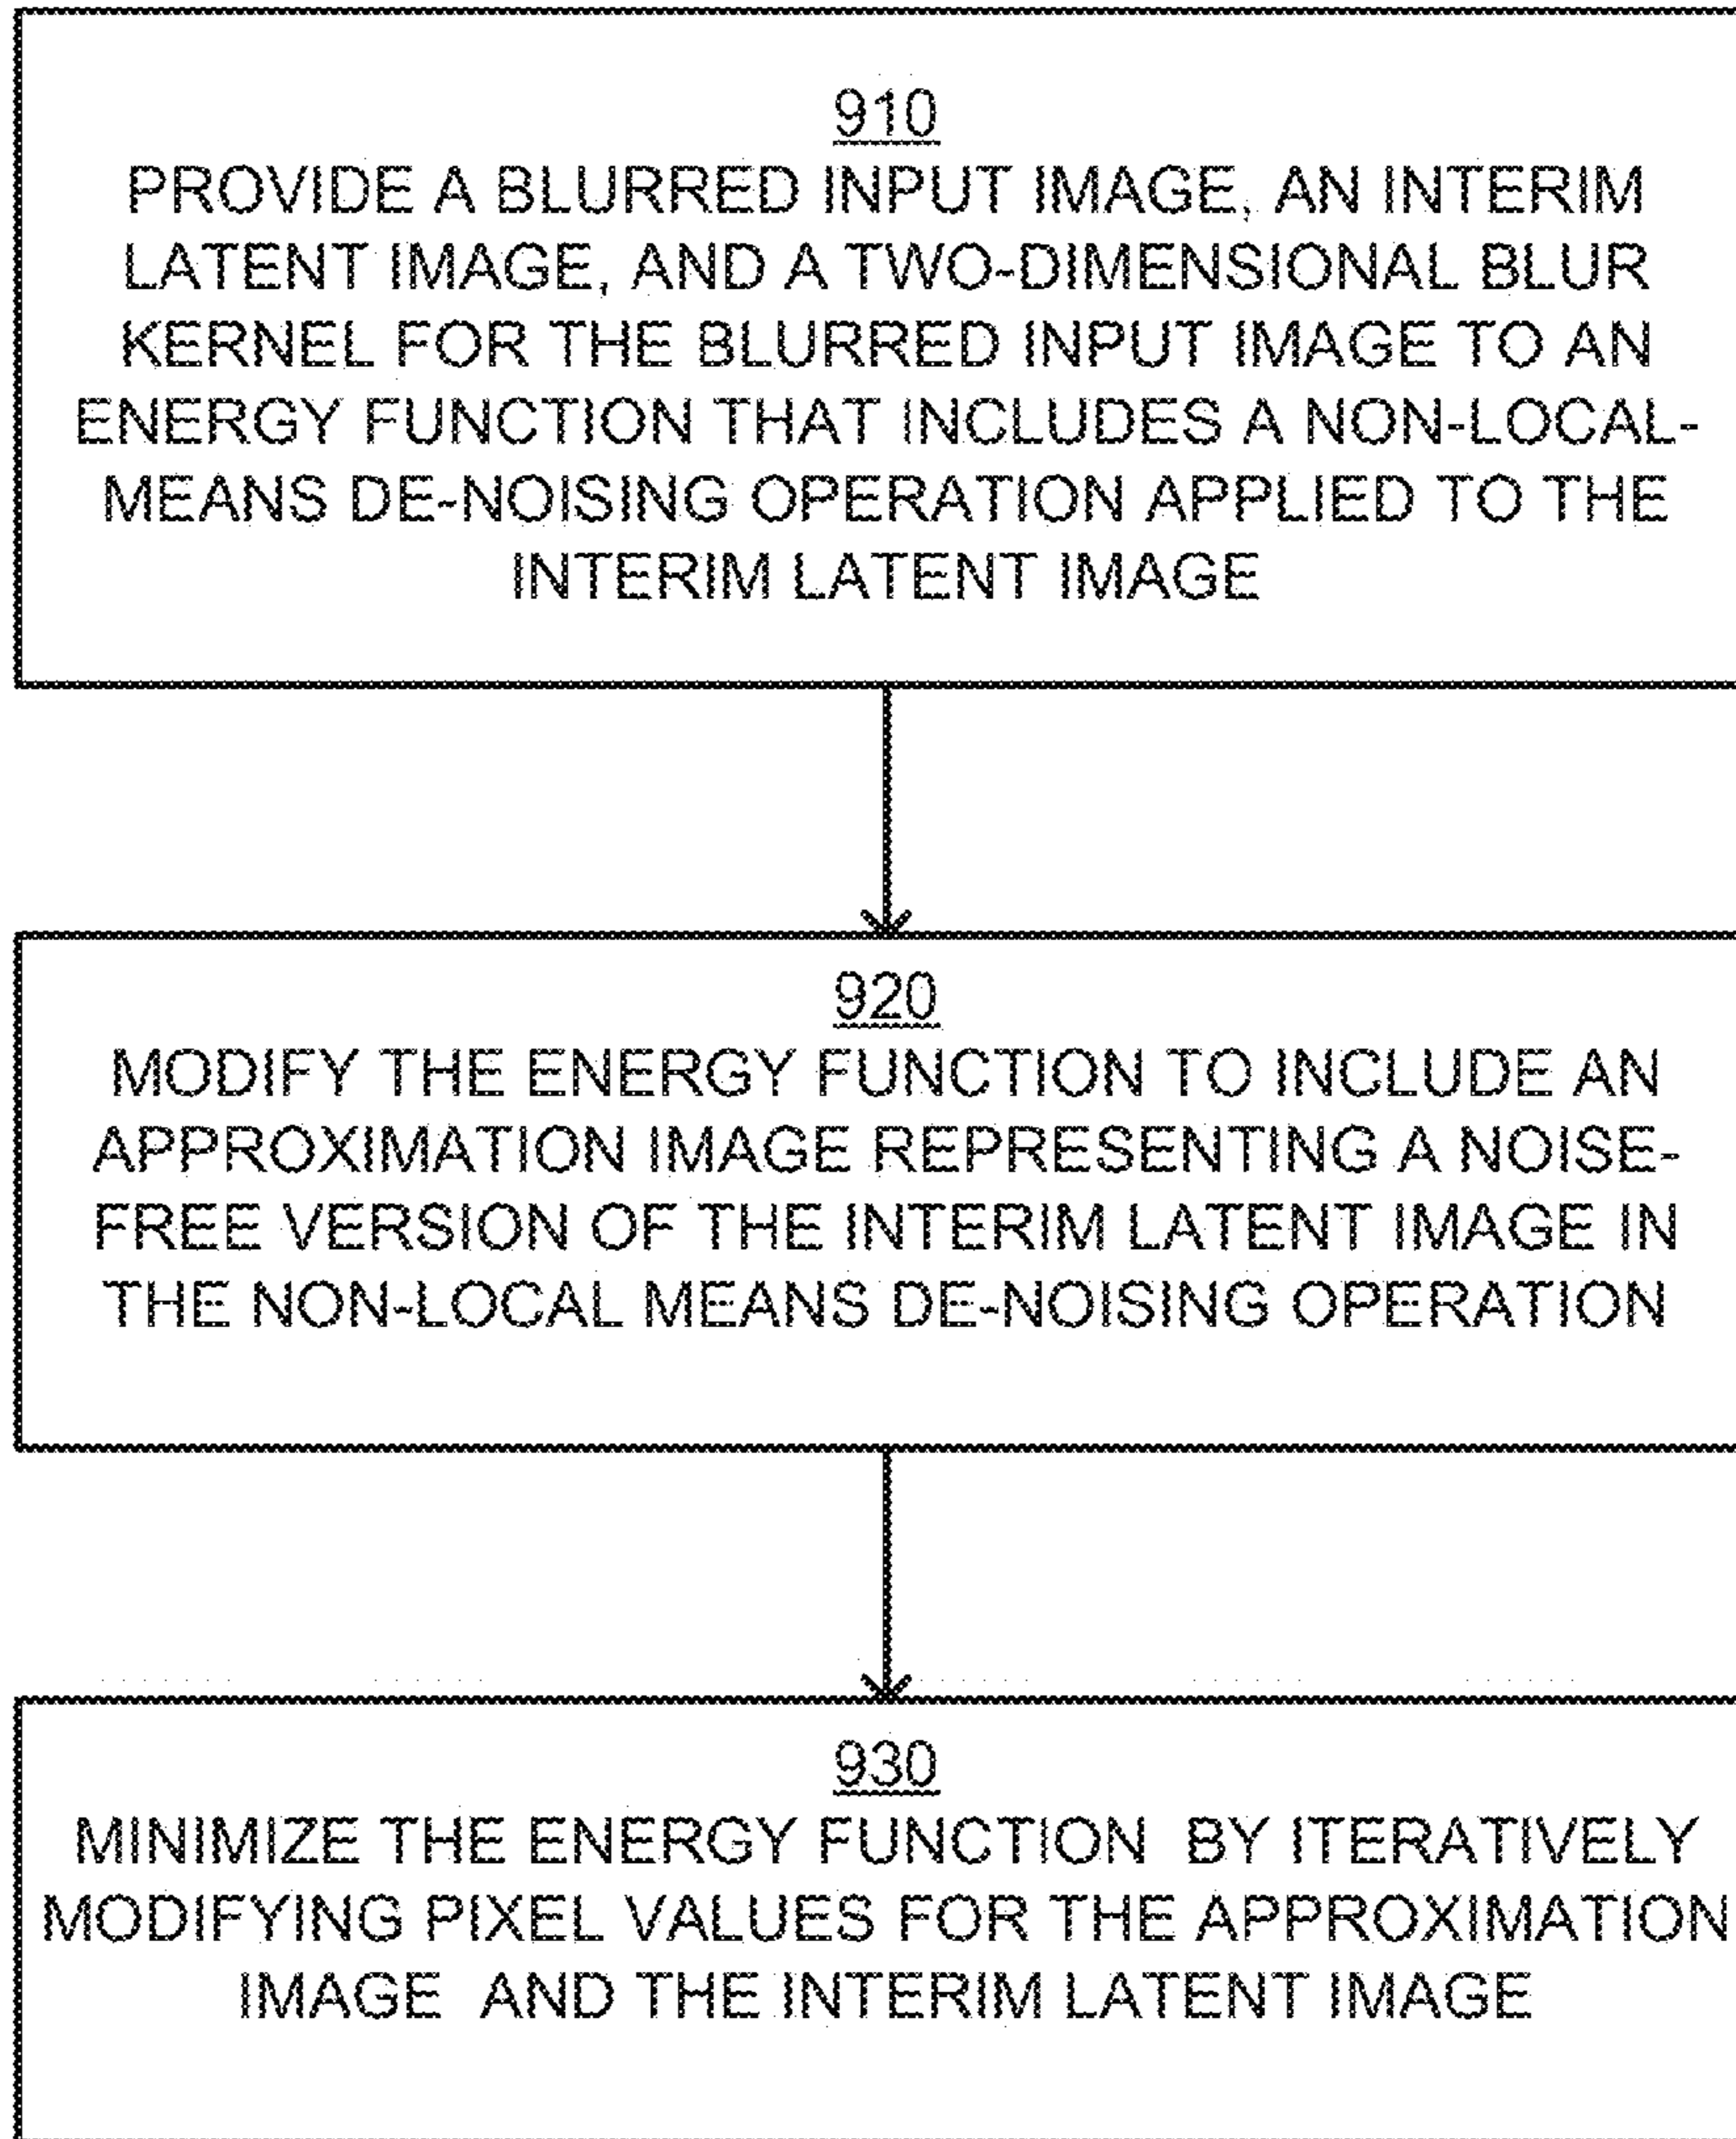 910
PROVIDE A BLURRED INPUT IMAGE, AN INTERIM
LATENT IMAGE, AND A TWO-DIMENSIONAL BLUR
KERNEL FOR THE BLURRED INPUT IMAGE TO AN
ENERGY FUNCTION THAT INCLUDES A NON-LOCAL-
MEANS DE-NOISING OPERATION APPLIED TO THE
INTERIM LATENT IMAGE
920
MODIFY THE ENERGY FUNCTION TO INCLUDE AN
APPROXIMATION IMAGE REPRESENTING A NOISE-
FREE VERSION OF THE INTERIM LATENT IMAGE IN
THE NON-LOCAL MEANS DE-NOISING OPERATION
930
MINIMIZE THE ENERGY FUNCTION BY ITERATIVELY
MODIFYING PIXEL VALUES FOR THE APPROXIMATION
IMAGE AND THE INTERIM LATENT IMAGE